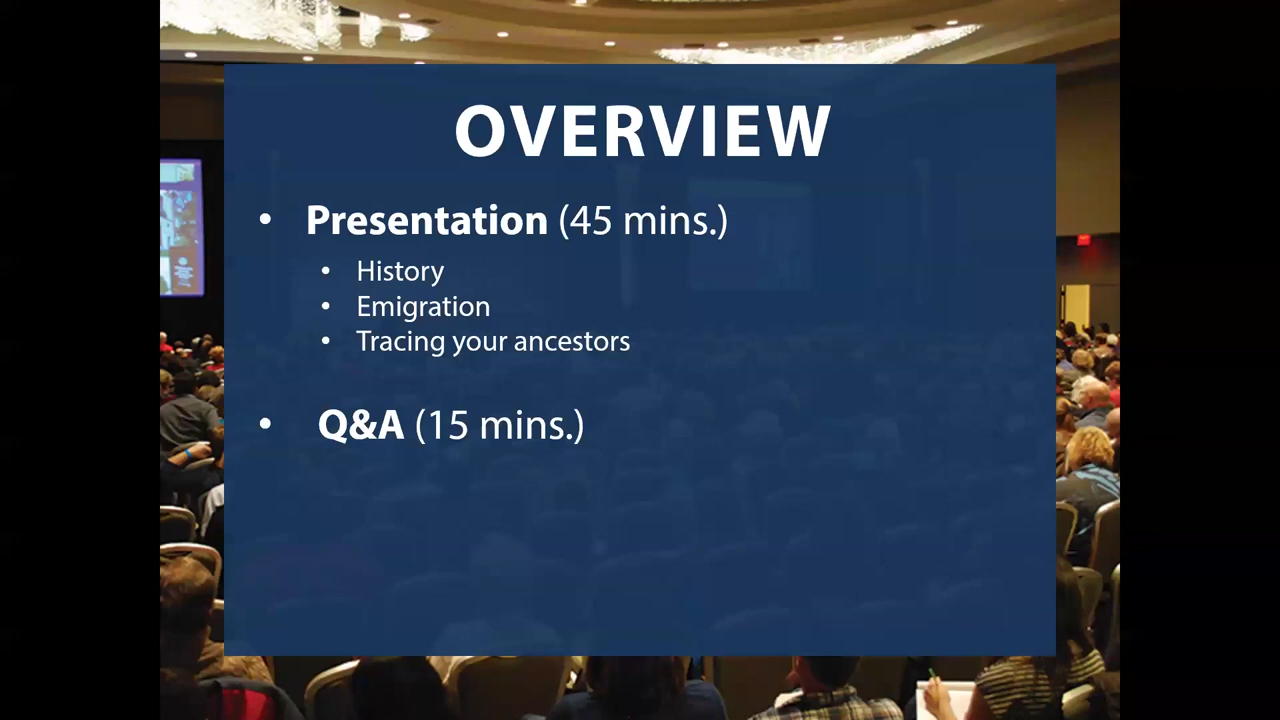 OVERVIEW
• Presentation (45 mins.)
• History
• Emigration
• Tracing your ancestors
• Q&A (15 mins.)